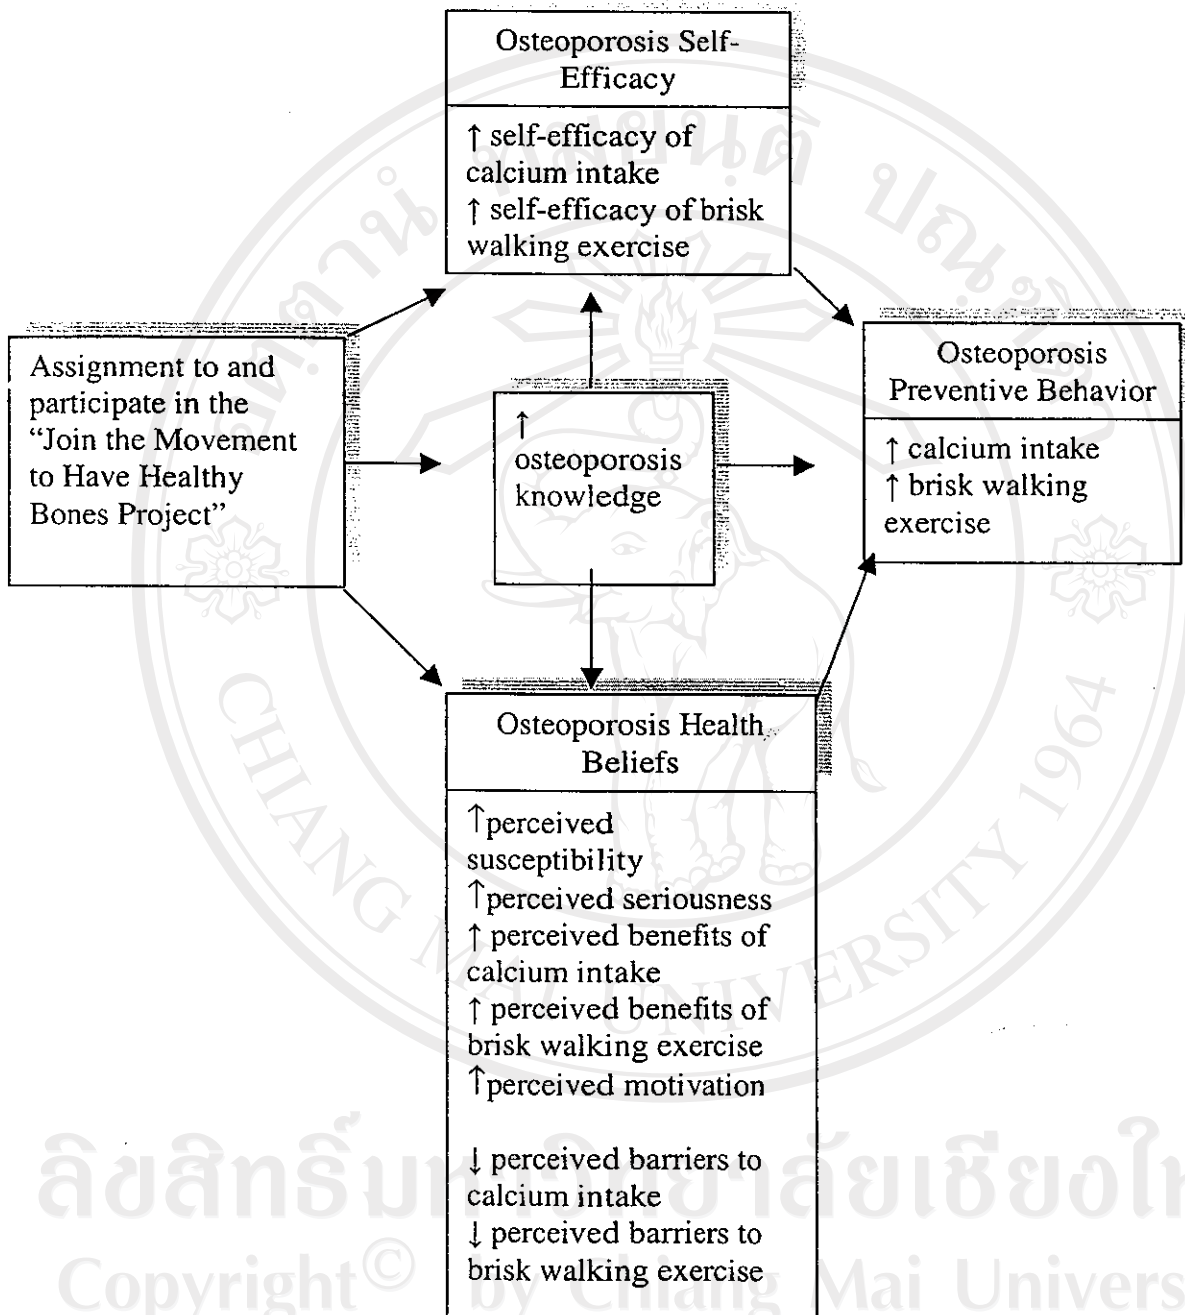 Osteoporosis Self-
Efficacy
↑ self-efficacy of
calcium intake
↑ self-efficacy of brisk
walking exercise
Assignment to and
participate in the
“Join the Movement
to Have Healthy
Bones Project”
↑
osteoporosis
knowledge
Osteoporosis
Preventive Behavior
↑ calcium intake
↑ brisk walking
exercise
Osteoporosis Health
Beliefs
↑perceived
susceptibility
↑perceived seriousness
↑ perceived benefits of
calcium intake
↑ perceived benefits of
brisk walking exercise
↑perceived motivation
↓ perceived barriers to
calcium intake
↓ perceived barriers to
brisk walking exercise
CHIANG MAI UNIVERSITY 1964
Copyright© by Chiang Mai Univers